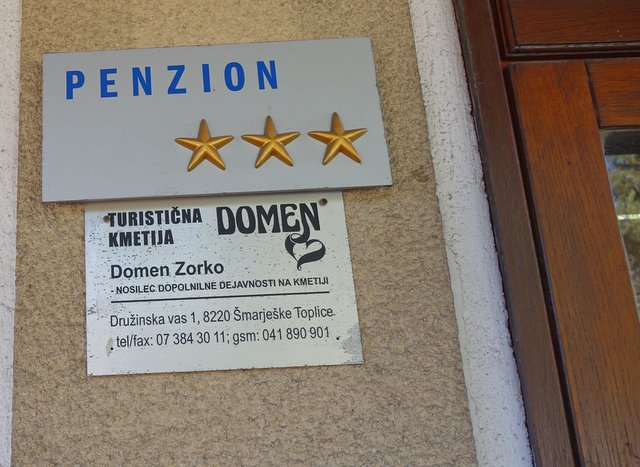 PENZION
TURISTIČNA
KMETIJA
DOMEN
Domen Zorko
- NOSILEC DOPOLNILNE DEJAVNOSTI NA KMETIJI
Družinska vas 1, 8220 Šmarješke Toplice
tel/fax: 07 384 30 11; gsm: 041 890 901